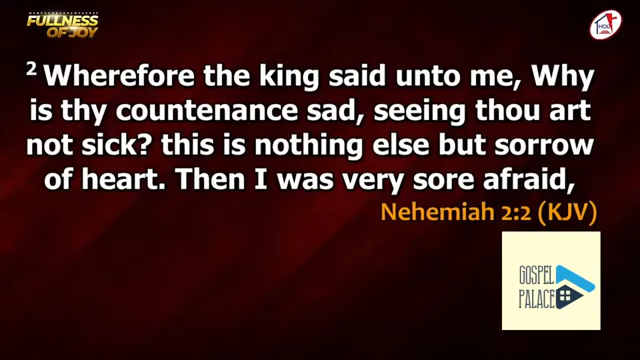 FULLNESS
OF JOY
HOD
2 Wherefore the king said unto me, Why
is thy countenance sad, seeing thou art
not sick? this is nothing else but sorrow
of heart. Then I was very sore afraid,
Nehemiah 2:2 (KJV)
GOSPEL
PALACE